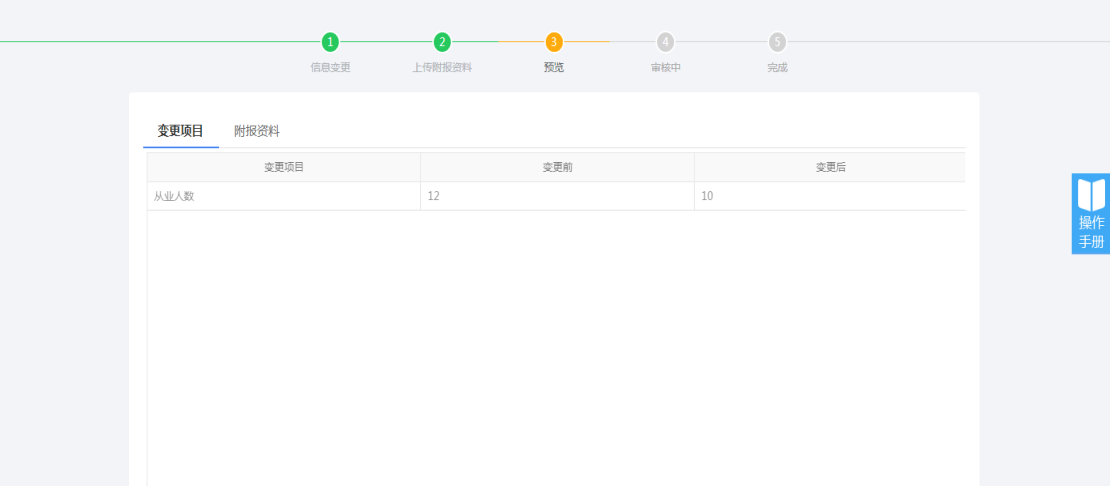 1 2 3 4 5
信息变更 上传附报资料 预览 审核中 完成
变更项目 附报资料
变更项目 变更前 变更后
从业人数 12 10
操作
手册